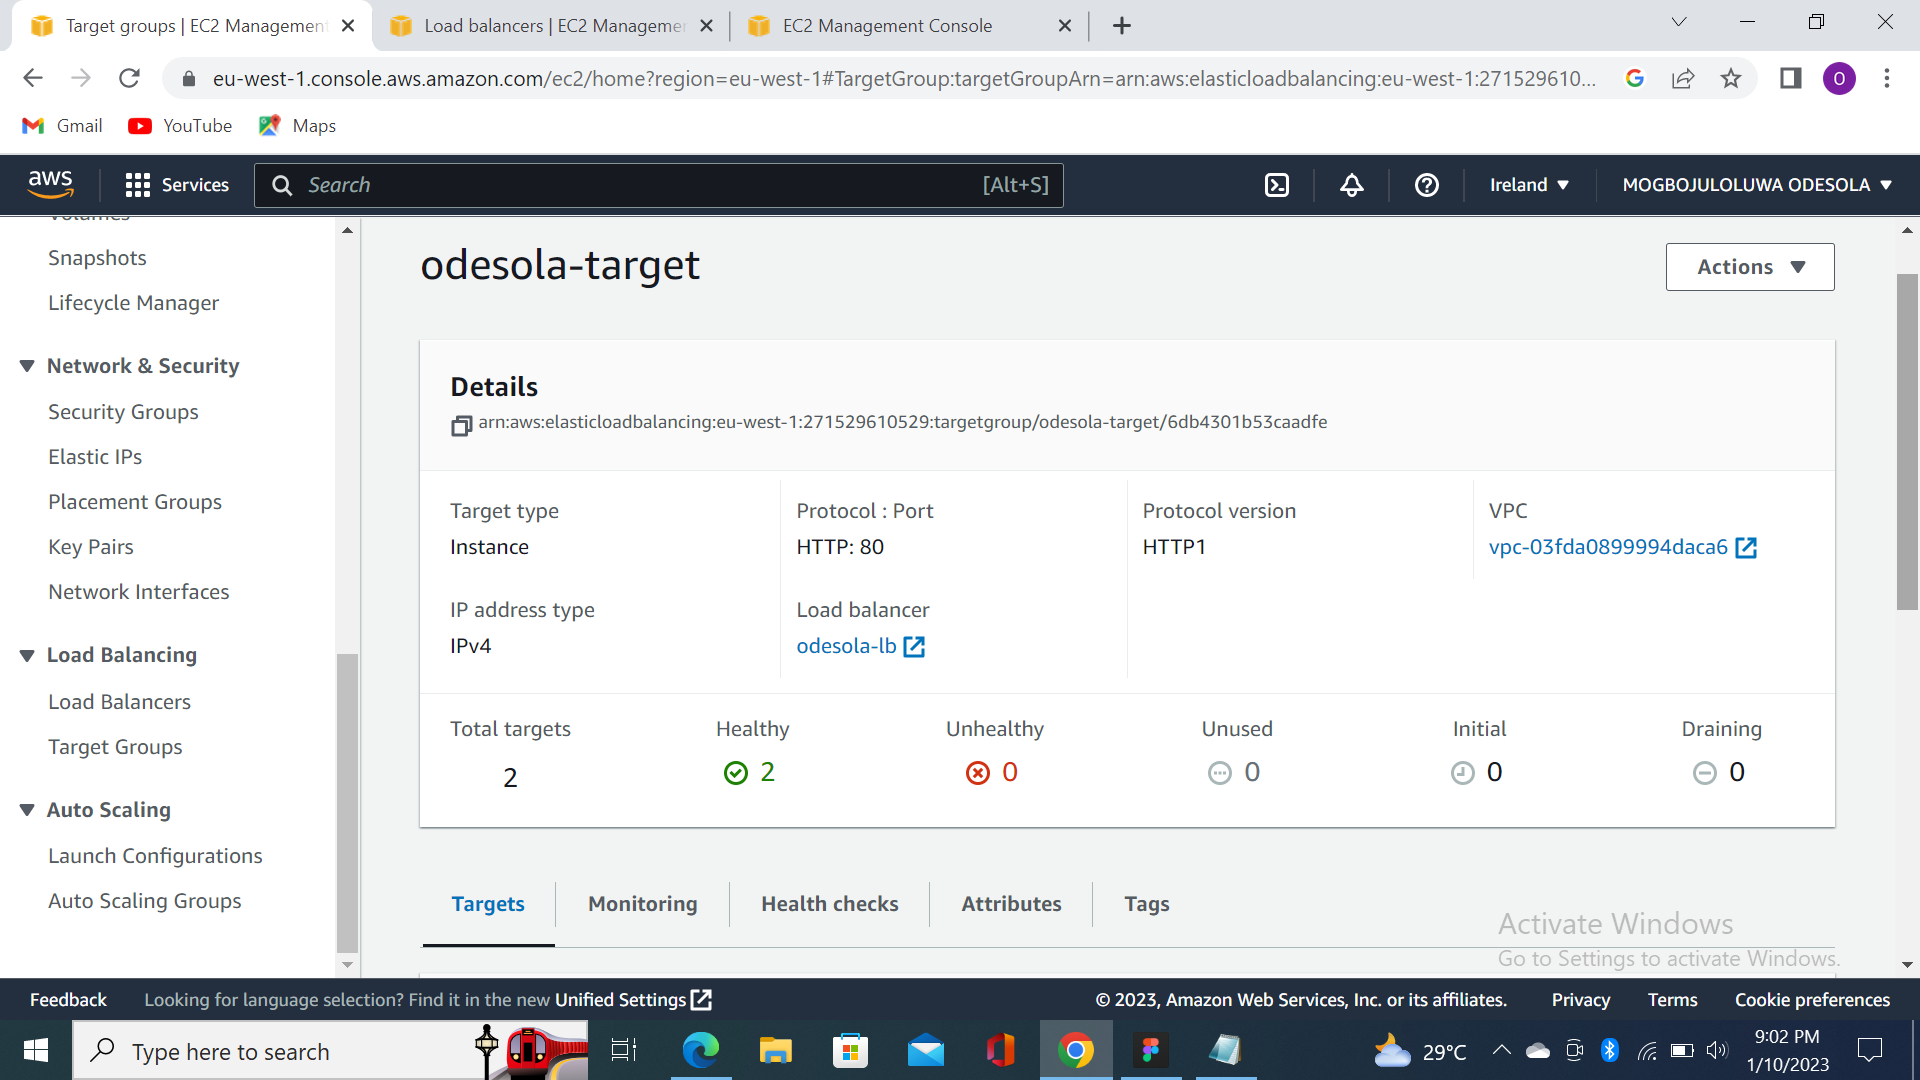 Target groups | EC2 Management
Load balancers | EC2 Manageme
EC2 Management Console
eu-west-1.console.aws.amazon.com/ec2/home?region=eu-west-1#TargetGroup:targetGroupArn=arn:aws:elasticloadbalancing:eu-west-1:271529610...
O
Gmail
YouTube
Maps
aws
Services
Search
[Alt+S]
Ireland
MOGBOJULOLUWA ODESOLA
Volumes
Snapshots
Lifecycle Manager
Network & Security
Security Groups
Elastic IPs
Placement Groups
Key Pairs
Network Interfaces
Load Balancing
Load Balancers
Target Groups
Auto Scaling
Launch Configurations
Auto Scaling Groups
odesola-target
Actions
Details
arn:aws:elasticloadbalancing:eu-west-1:271529610529:targetgroup/odesola-target/6db4301b53caadfe
Target type
Instance
Protocol : Port
HTTP: 80
Protocol version
HTTP1
VPC
vpc-03fda0899994daca6
IP address type
IPv4
Load balancer
odesola-lb
Total targets
2
Healthy
2
Unhealthy
0
Unused
0
Initial
0
Draining
0
Targets
Monitoring
Health checks
Attributes
Tags
Activate Windows
Go to Settings to activate Windows.
Feedback
Looking for language selection? Find it in the new Unified Settings
© 2023, Amazon Web Services, Inc. or its affiliates.
Privacy
Terms
Cookie preferences
Type here to search
29°C
9:02 PM
1/10/2023